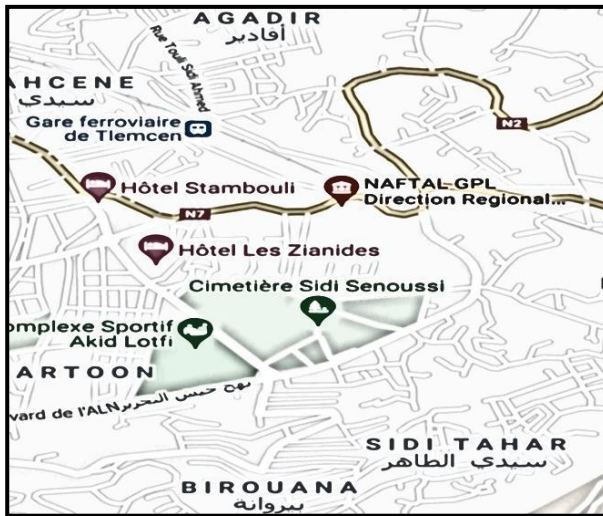 AGADIR
أقادير
Rue Touli Sidi Ahmed
AHCENE
سيدي
Gare ferroviaire
de Tlemcen
N2
Hôtel Stambouli
NAFTAL GPL
Direction Regional...
N7
Hôtel Les Zianides
Cimetière Sidi Senoussi
omplexe Sportif
Akid Lotfi
ARTOON
vard de l'ALN نهج جيش التحرير
SIDI TAHAR
سيدي الطاهر
BIROUANA
بيروانة